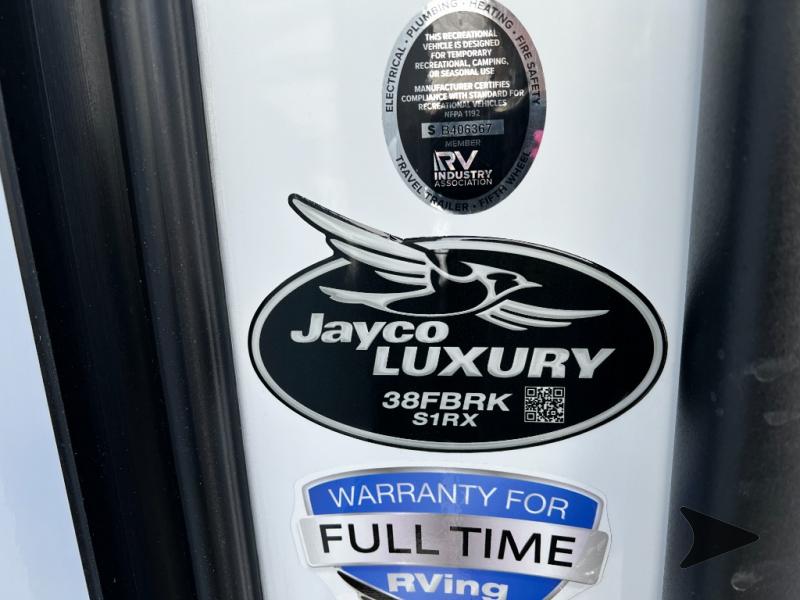 ELECTRICAL • PLUMBING • HEATING • FIRE SAFETY
THIS RECREATIONAL
VEHICLE IS DESIGNED
FOR TEMPORARY
RECREATIONAL, CAMPING,
OR SEASONAL USE
MANUFACTURER CERTIFIES
COMPLIANCE WITH STANDARD FOR
RECREATIONAL VEHICLES
NFPA 1192
S B406367
MEMBER
RV
INDUSTRY
ASSOCIATION
TRAVEL TRAILER • FIFTH WHEEL
Jayco
LUXURY
38FBRK
S1RX
WARRANTY FOR
FULL TIME
RVing